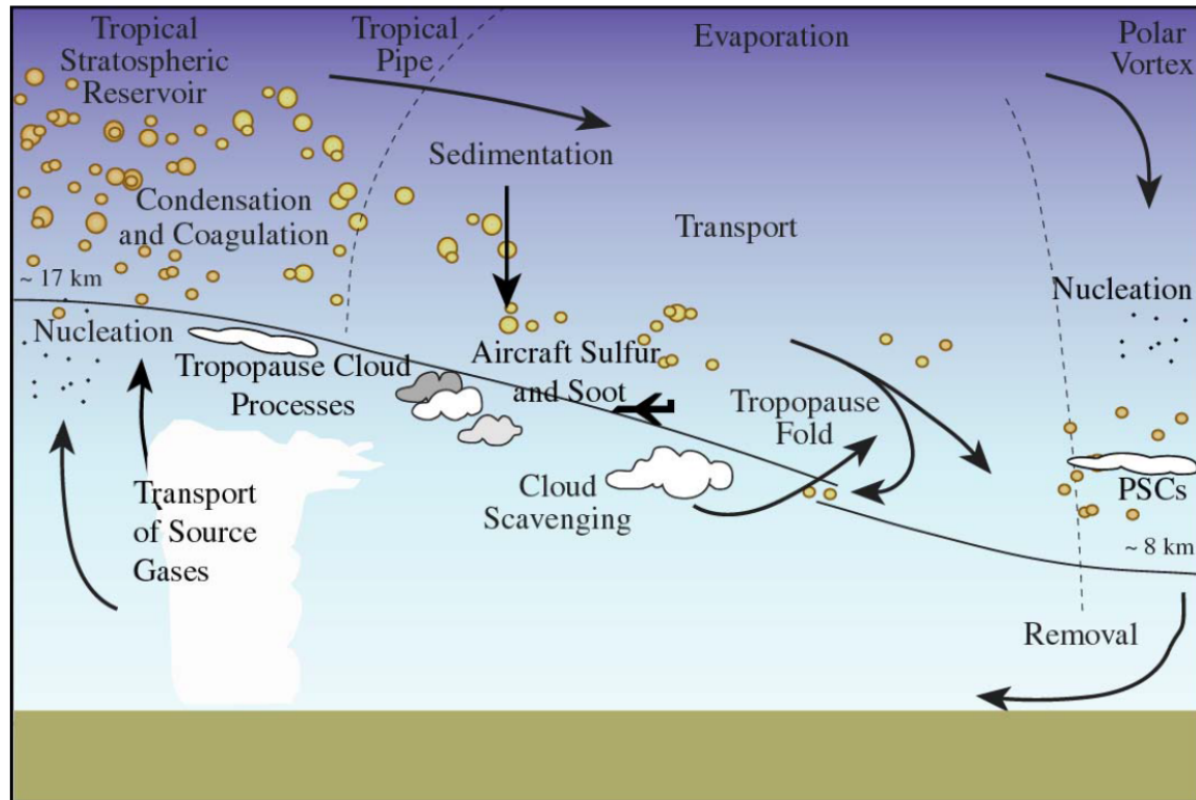 Tropical
Stratospheric
Reservoir
Tropical
Pipe
Evaporation
Polar
Vortex
Sedimentation
Condensation
and Coagulation
Transport
~ 17 km
Nucleation
Nucleation
Tropopause Cloud
Processes
Aircraft Sulfur
and Soot
Tropopause
Fold
Transport
of Source
Gases
Cloud
Scavenging
PSCs
~ 8 km
Removal